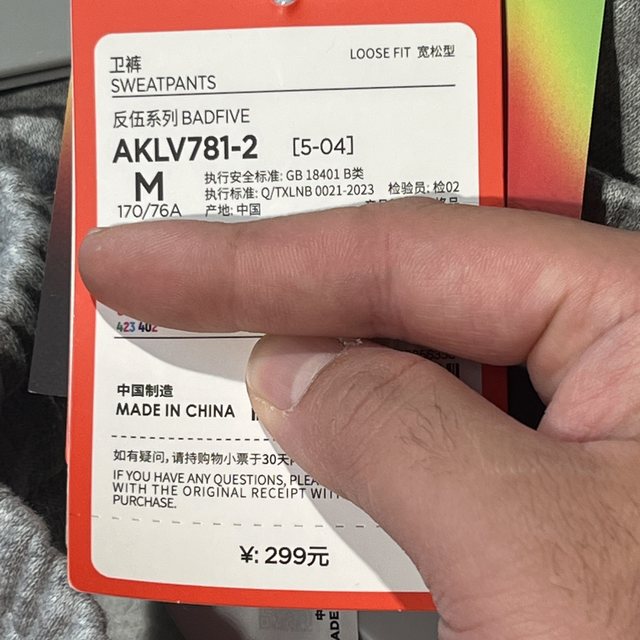 卫裤
LOOSE FIT 宽松型
SWEATPANTS
反伍系列 BADFIVE
AKLV781-2 [5-04]
M
170/76A
执行安全标准: GB 18401 B类
执行标准: Q/TXLNB 0021-2023 检验员: 检02
产地: 中国
423 402
中国制造
MADE IN CHINA
如有疑问, 请持购物小票于30天
IF YOU HAVE ANY QUESTIONS,
WITH THE ORIGINAL RECEIPT
PURCHASE.
¥: 299元